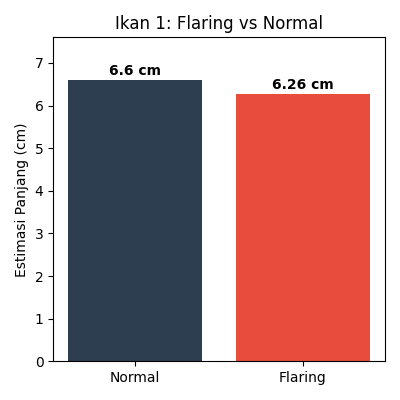 Ikan 1: Flaring vs Normal
Estimasi Panjang (cm)
7
6
5
4
3
2
1
0
6.6 cm
6.26 cm
Normal
Flaring